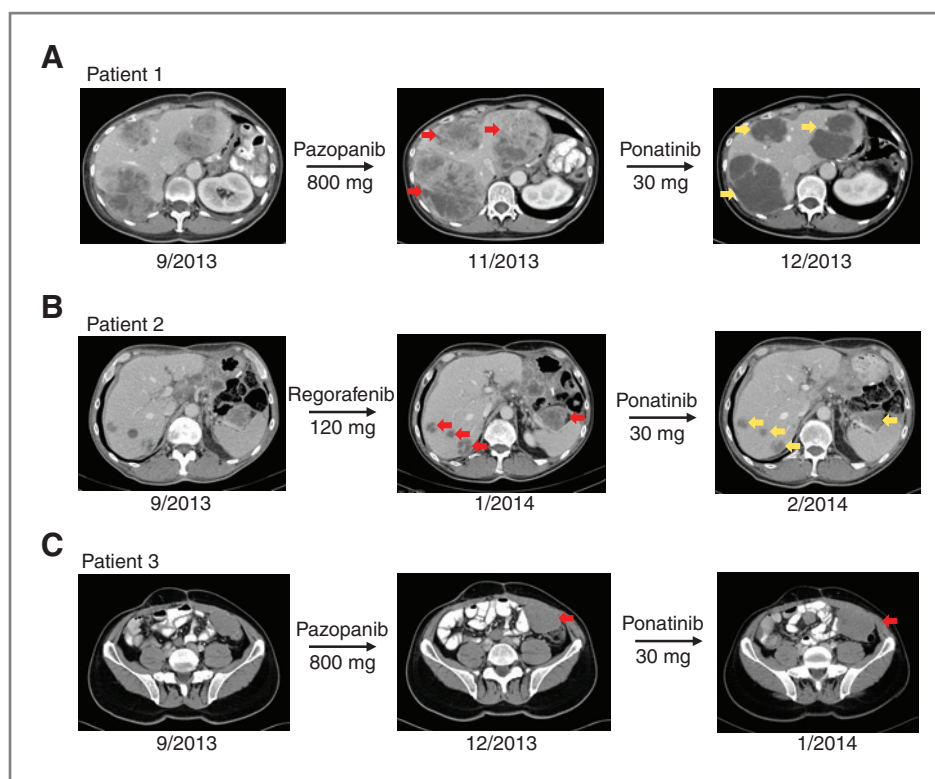 A
Patient 1
Pazopanib
800 mg
Ponatinib
30 mg
9/2013
11/2013
12/2013
B
Patient 2
Regorafenib
120 mg
Ponatinib
30 mg
9/2013
1/2014
2/2014
C
Patient 3
Pazopanib
800 mg
Ponatinib
30 mg
9/2013
12/2013
1/2014